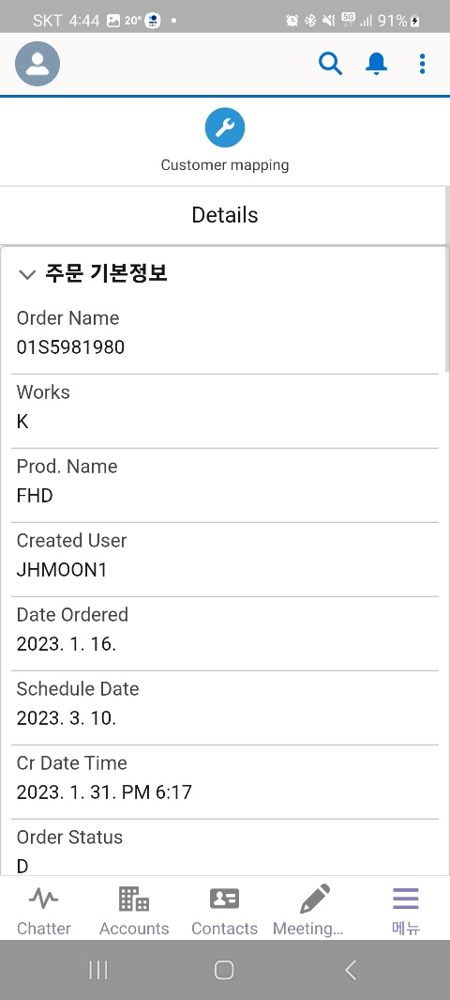 SKT 4:44 20° 5G 91%
Customer mapping
Details
주문 기본정보
Order Name
01S5981980
Works
K
Prod. Name
FHD
Created User
JHMOON1
Date Ordered
2023. 1. 16.
Schedule Date
2023. 3. 10.
Cr Date Time
2023. 1. 31. PM 6:17
Order Status
D
Chatter Accounts Contacts Meeting... 메뉴